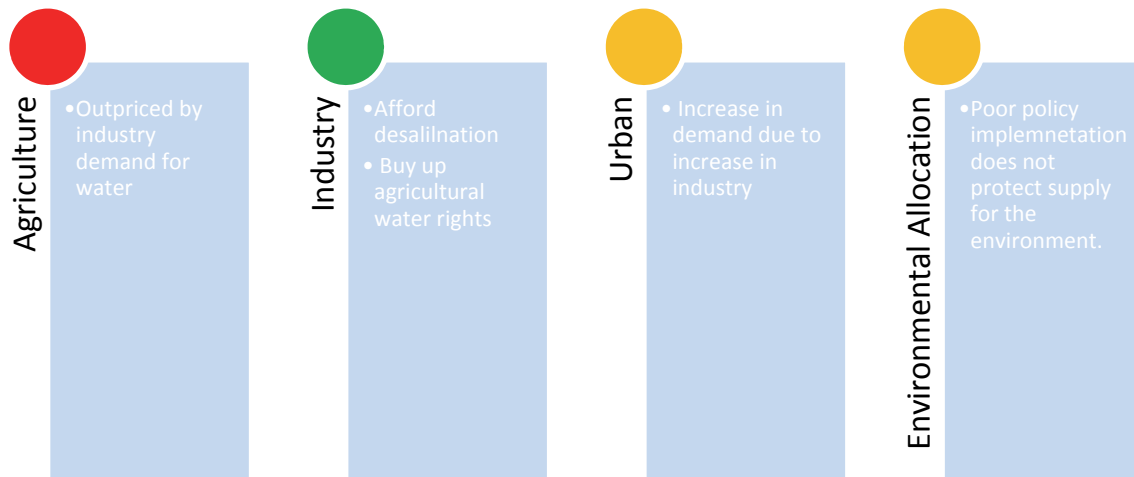 Agriculture
•Outpriced by
industry
demand for
water
Industry
•Afford
desalilnation
• Buy up
agricultural
water rights
Urban
• Increase in
demand due to
increase in
industry
Environmental Allocation
•Poor policy
implemnetation
does not
protect supply
for the
environment.